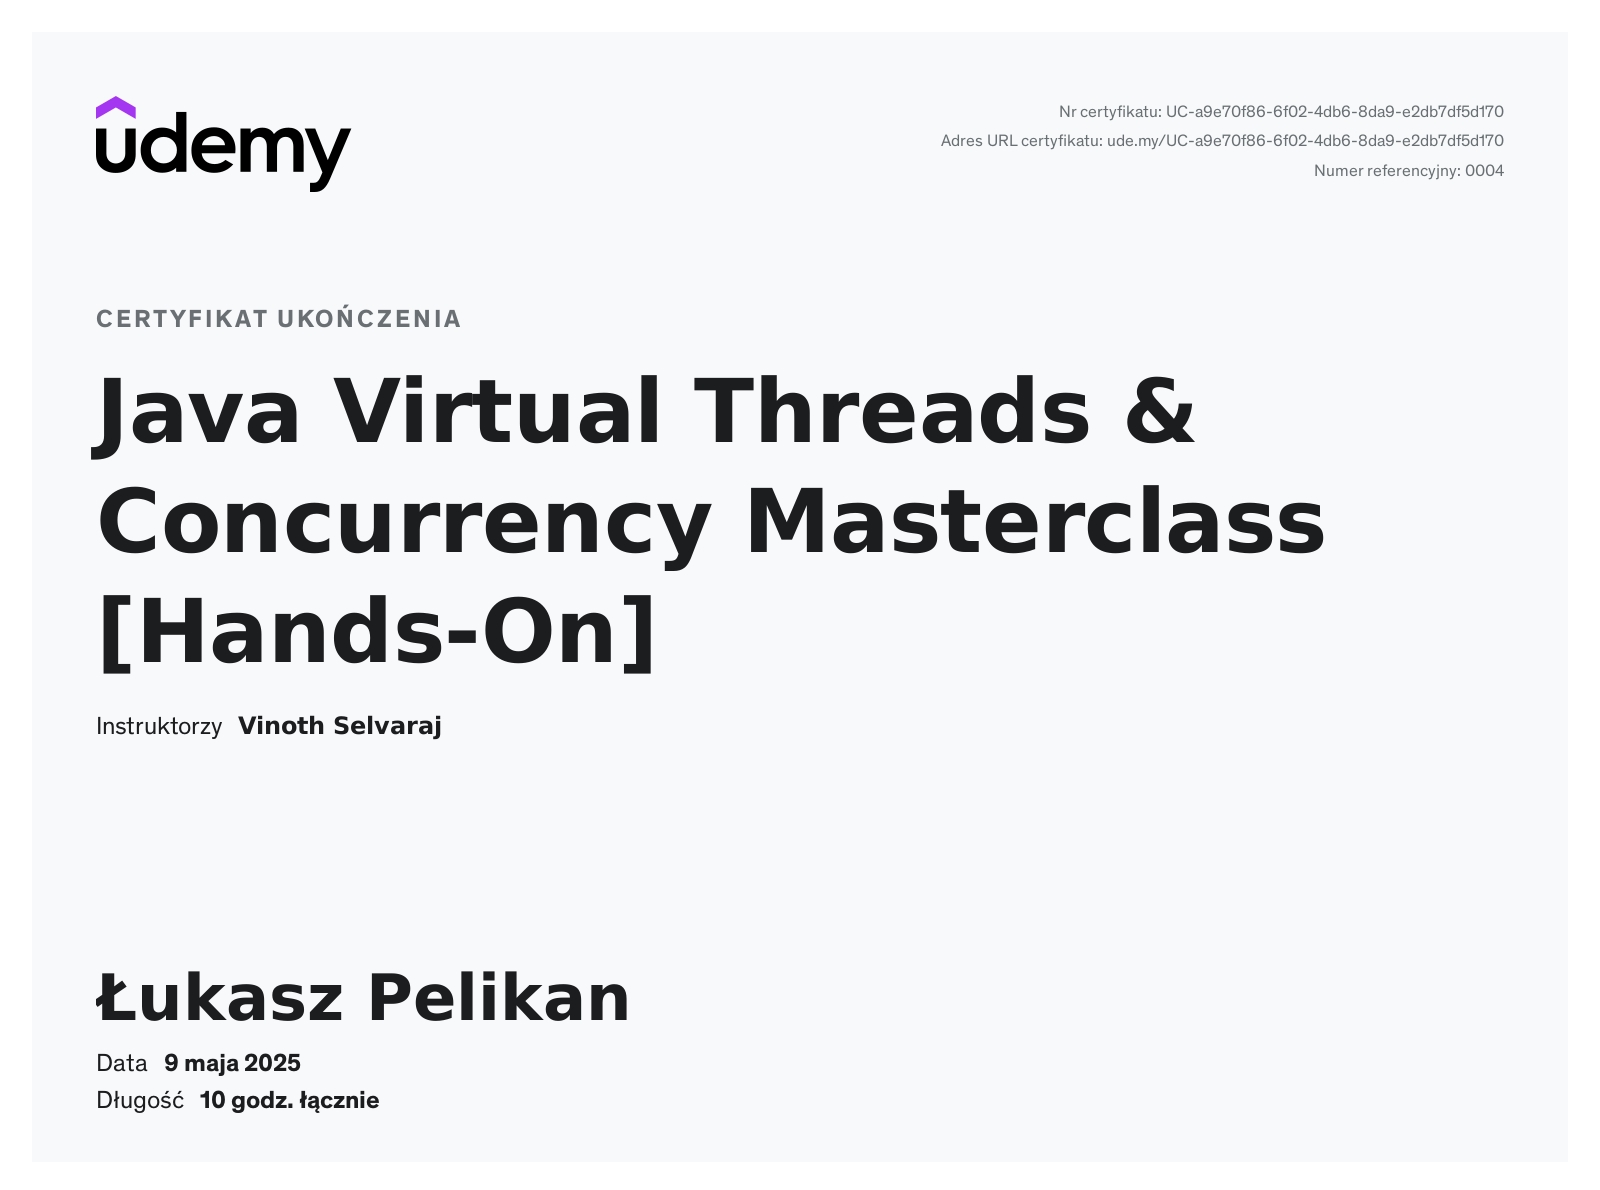 udemy
Nr certyfikatu: UC-a9e70f86-6f02-4db6-8da9-e2db7df5d170
Adres URL certyfikatu: ude.my/UC-a9e70f86-6f02-4db6-8da9-e2db7df5d170
Numer referencyjny: 0004
CERTYFIKAT UKOŃCZENIA
Java Virtual Threads &
Concurrency Masterclass
[Hands-On]
Instruktorzy Vinoth Selvaraj
Łukasz Pelikan
Data 9 maja 2025
Długość 10 godz. łącznie